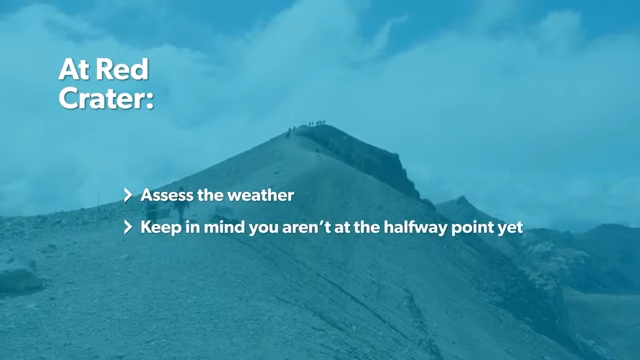 At Red
Crater:
Assess the weather
Keep in mind you aren't at the halfway point yet